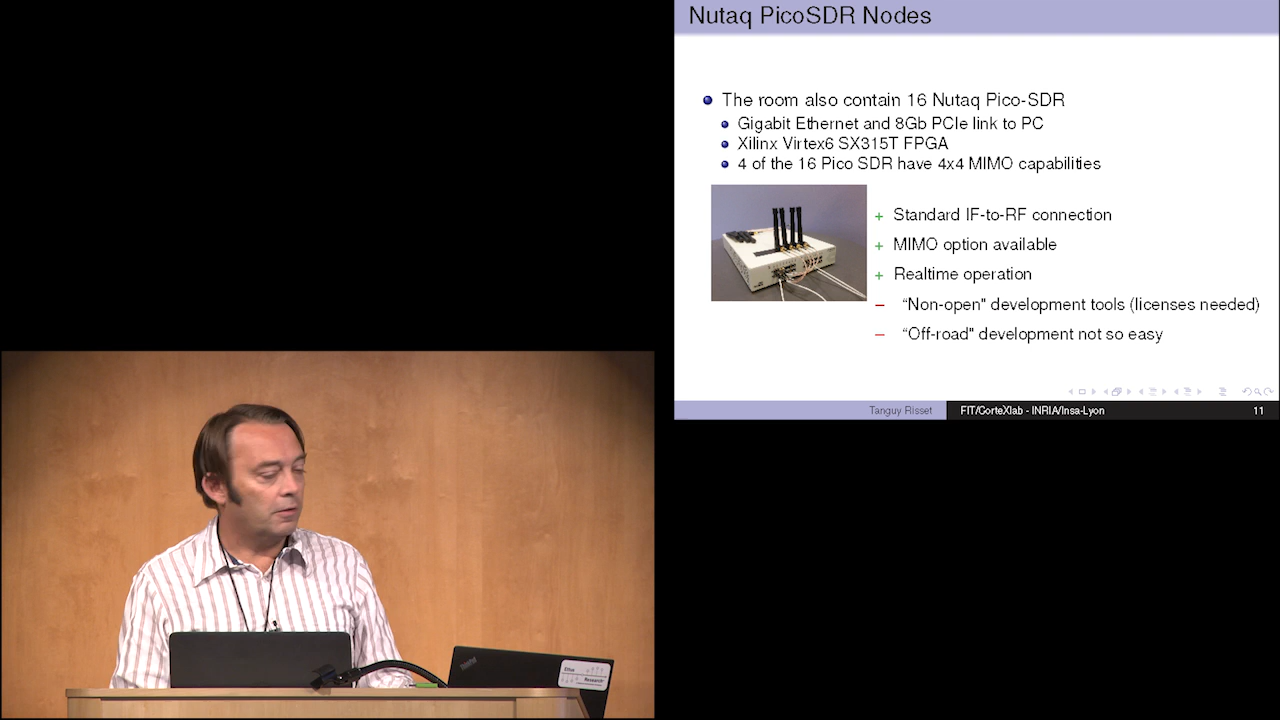 Nutaq PicoSDR Nodes
The room also contain 16 Nutaq Pico-SDR
Gigabit Ethernet and 8Gb PCIe link to PC
Xilinx Virtex6 SX315T FPGA
4 of the 16 Pico SDR have 4x4 MIMO capabilities
+ Standard IF-to-RF connection
+ MIMO option available
+ Realtime operation
− “Non-open" development tools (licenses needed)
− “Off-road" development not so easy
Tanguy Risset FIT/CorteXlab - INRIA/Insa-Lyon 11
ThinkPad
Ettus
Research